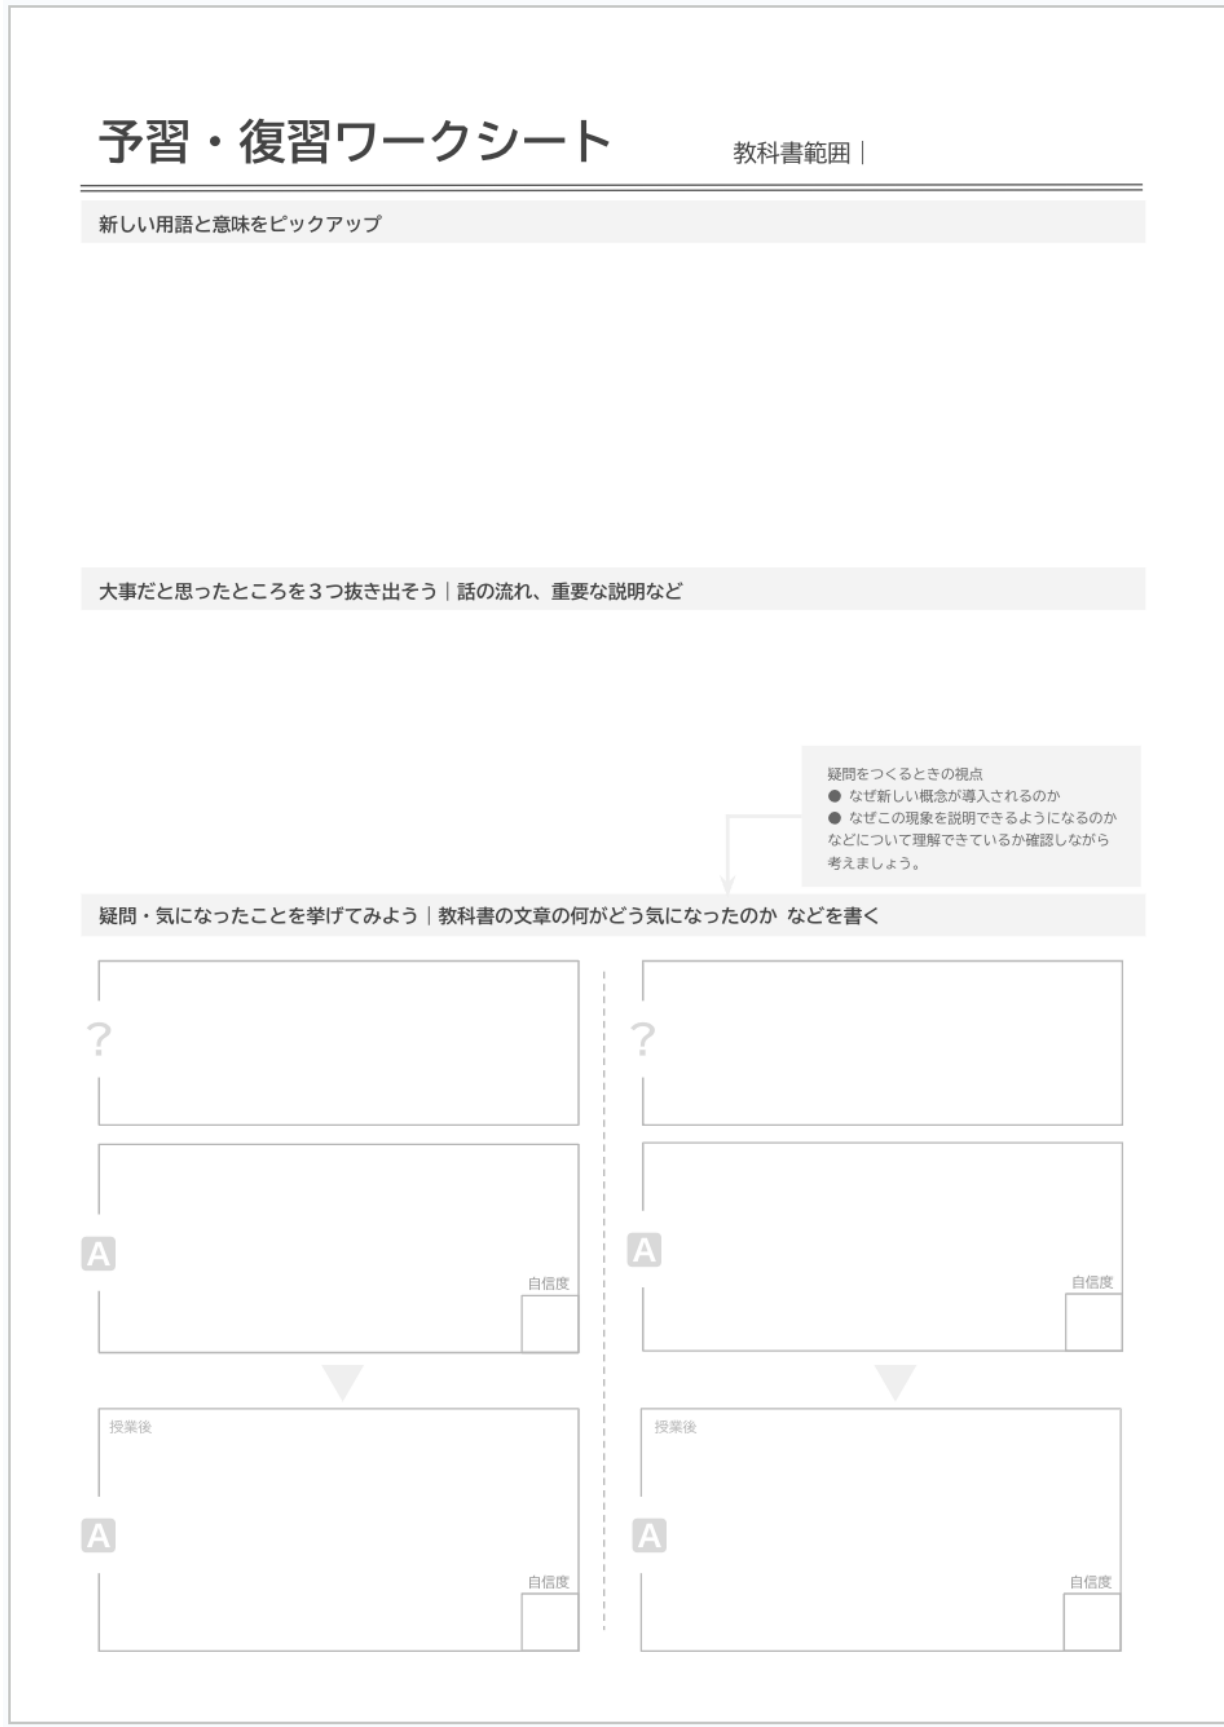 予習・復習ワークシート
教科書範囲｜
新しい用語と意味をピックアップ
大事だと思ったところを３つ抜き出そう｜話の流れ、重要な説明など
疑問をつくるときの視点
● なぜ新しい概念が導入されるのか
● なぜこの現象を説明できるようになるのか
などについて理解できているか確認しながら
考えましょう。
疑問・気になったことを挙げてみよう｜教科書の文章の何がどう気になったのか などを書く
?
?
A
自信度
A
自信度
授業後
A
自信度
授業後
A
自信度